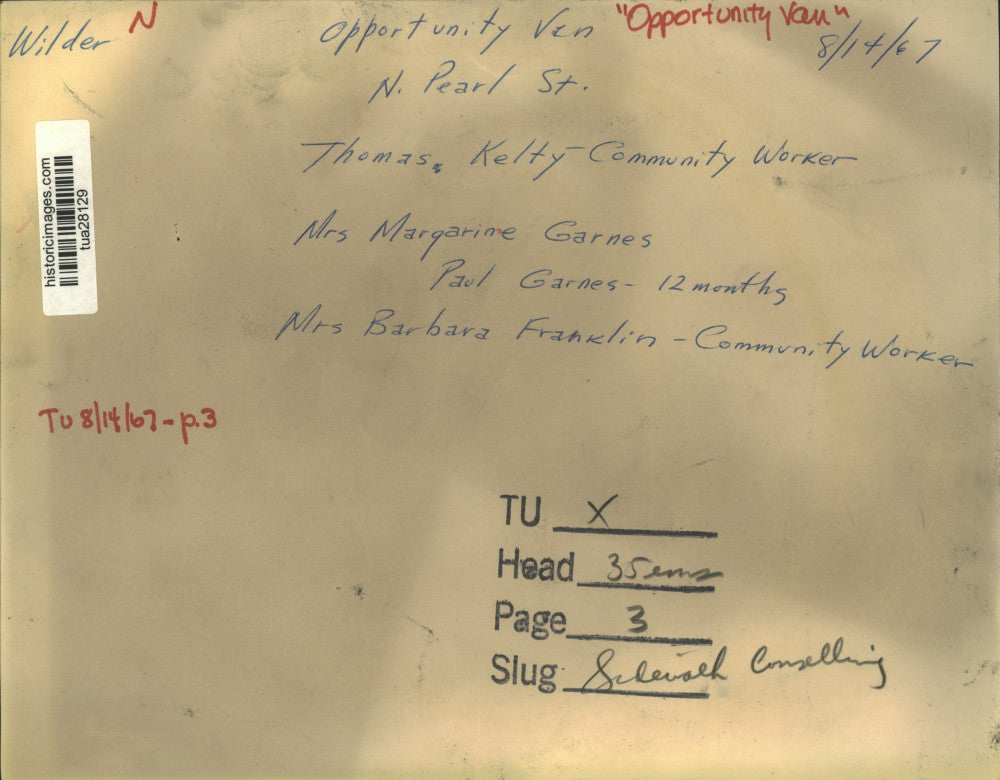 Wilder N Opportunity Van "Opportunity Van"
8/14/67
N. Pearl St.
Thomas Kelty - Community Worker
historicimages.com
tua28129
Mrs Margarine Garnes
Paul Garnes - 12 months
Mrs Barbara Franklin - Community Worker
TU 8/14/67 - p.3
TU X
Head 35 ems
Page 3
Slug Sidewalk Conselling